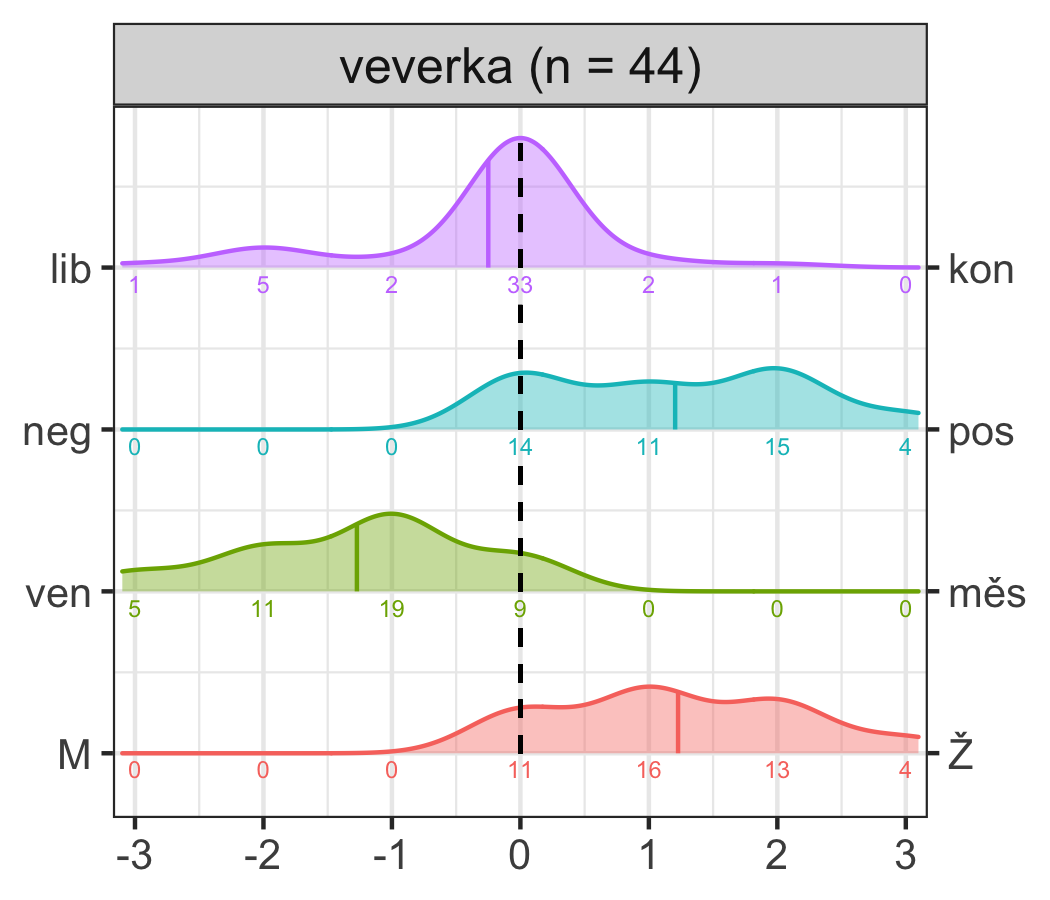 veverka (n = 44)
lib kon
1 5 2 33 2 1 0
neg pos
0 0 0 14 11 15 4
ven měs
5 11 19 9 0 0 0
M Ž
0 0 0 11 16 13 4
-3 -2 -1 0 1 2 3